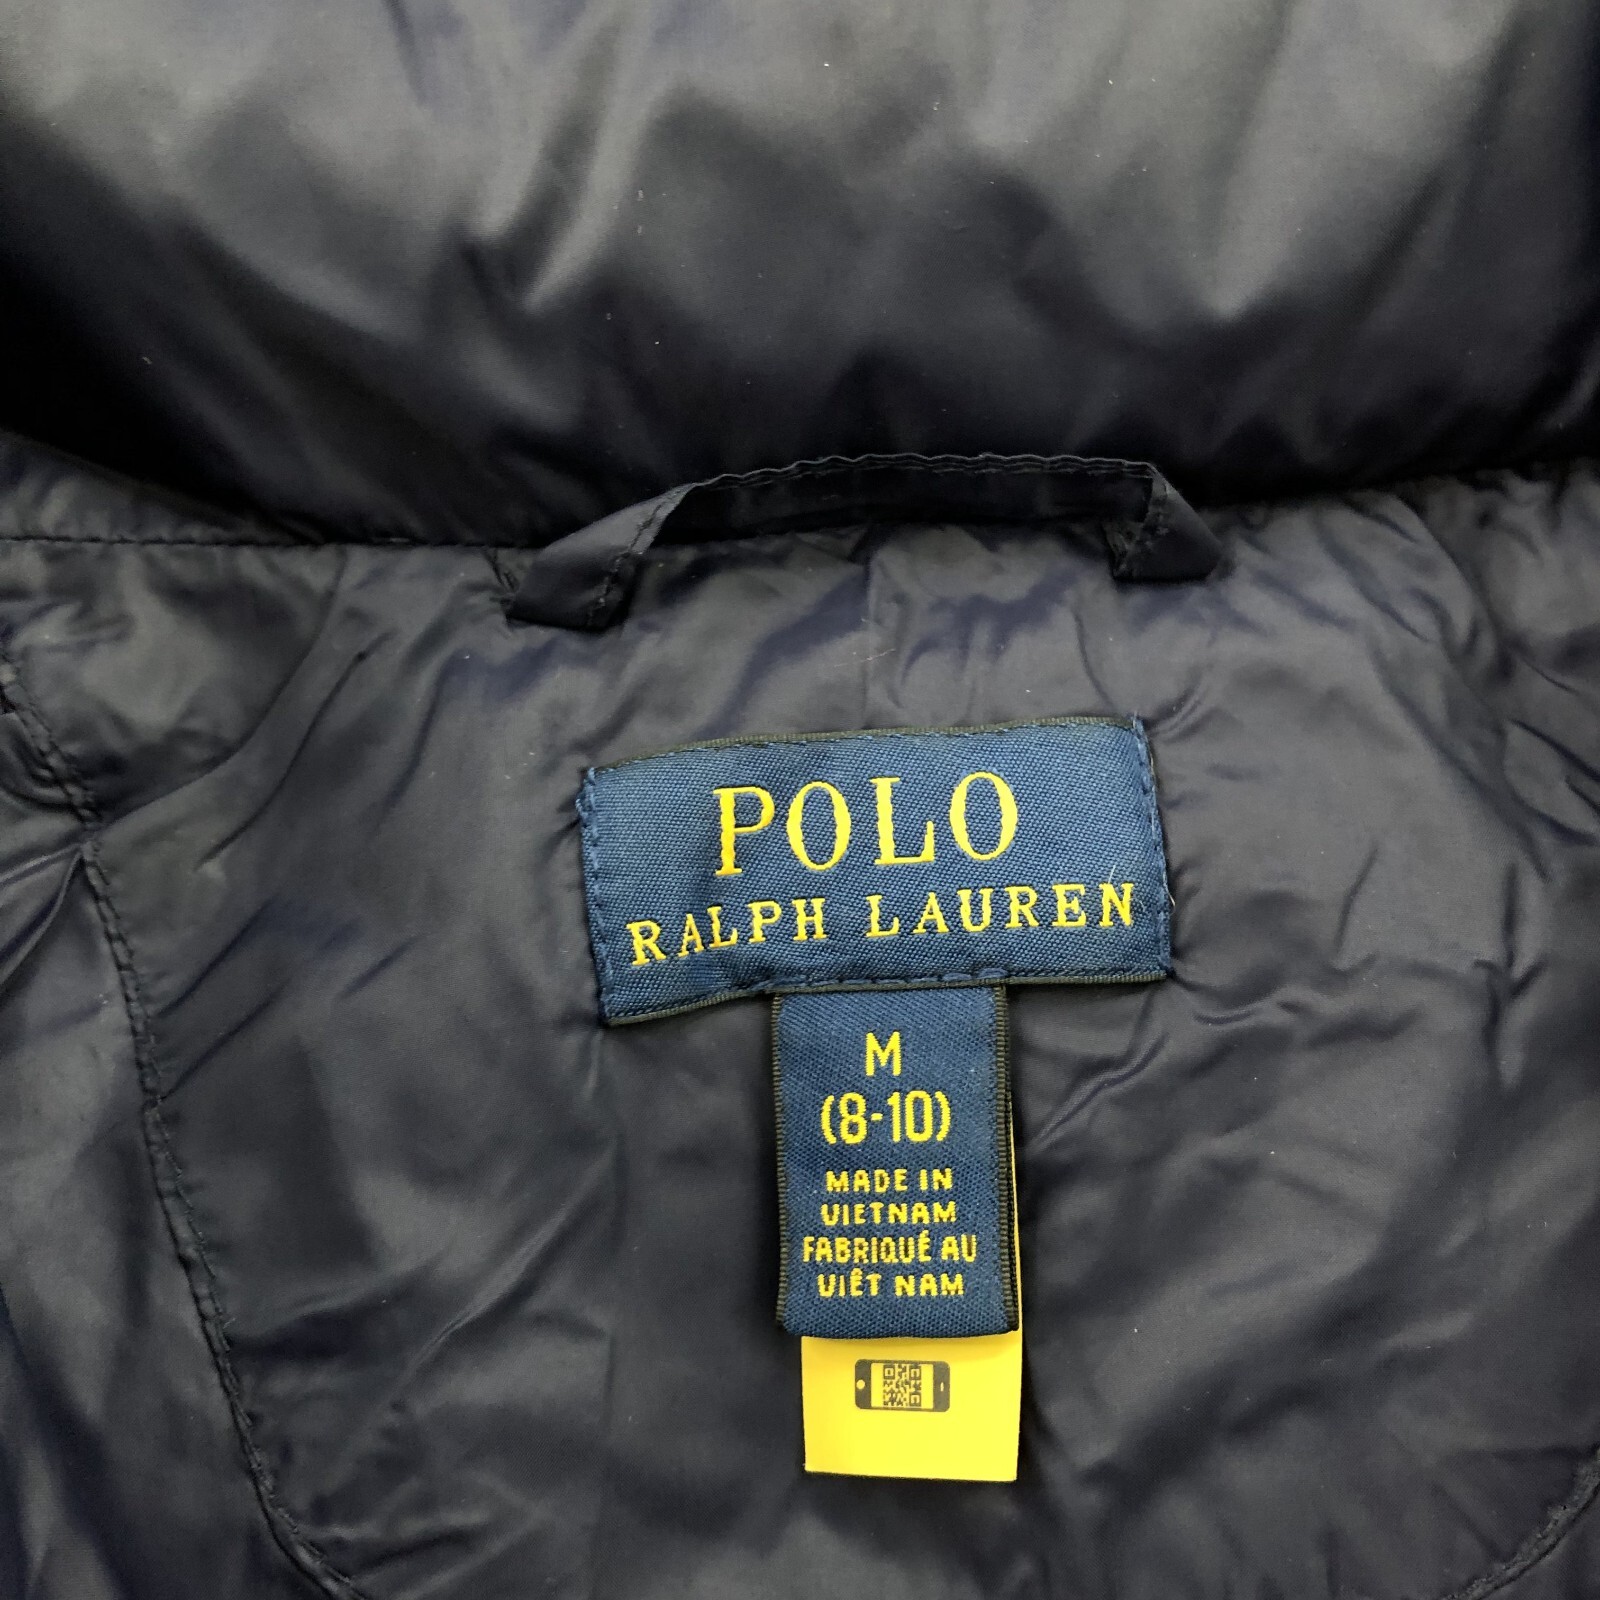 POLO
RALPH LAUREN
M
(8-10)
MADE IN
VIETNAM
FABRIQUÉ AU
VIÊT NAM